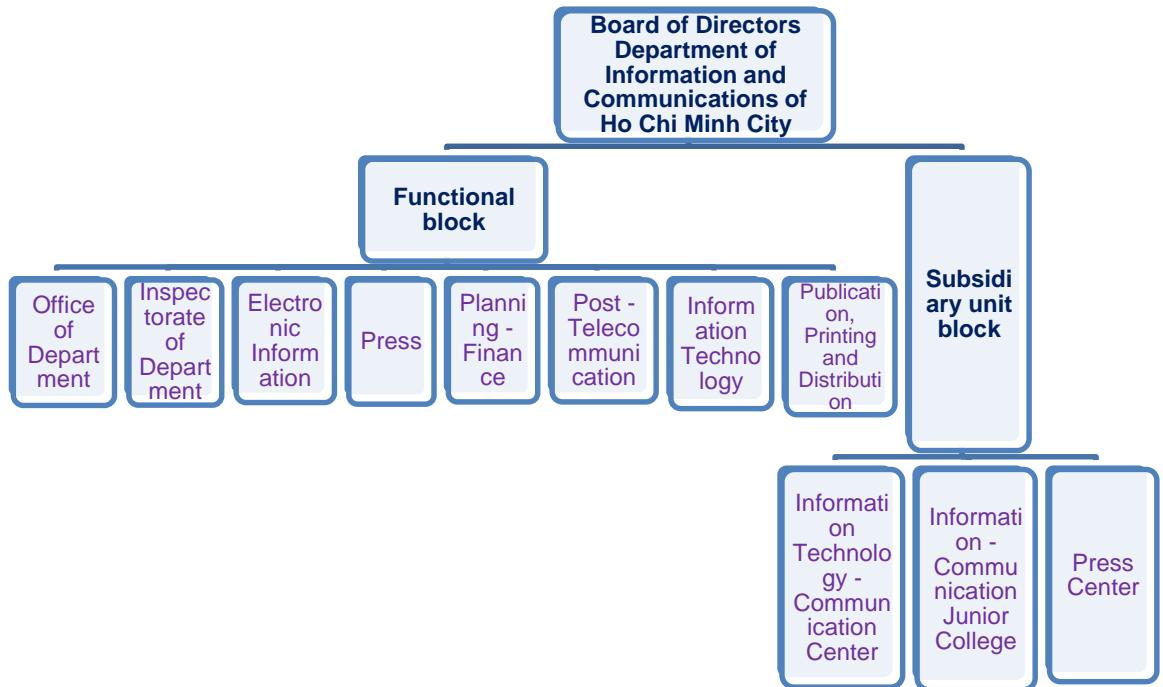 Board of Directors
Department of
Information and
Communications of
Ho Chi Minh City
Functional
block
Subsidi
ary unit
block
Office
of
Depart
ment
Inspec
torate
of
Depart
ment
Electro
nic
Inform
ation
Press
Planni
ng -
Finan
ce
Post -
Teleco
mmuni
cation
Inform
ation
Techno
logy
Publicati
on,
Printing
and
Distributi
on
Informati
on
Technolo
gy -
Commun
ication
Center
Informati
on -
Commu
nication
Junior
College
Press
Center